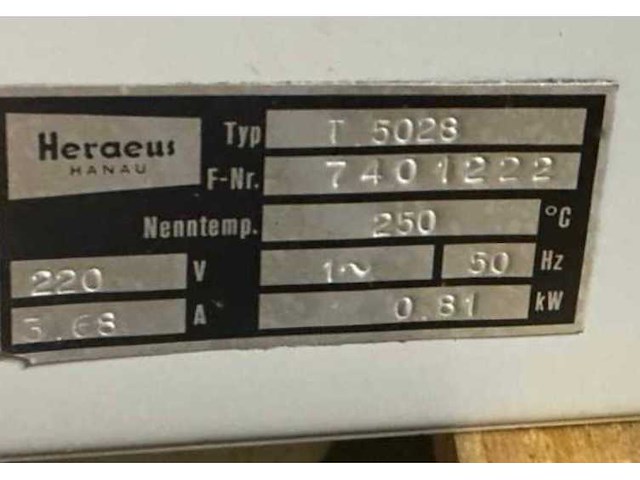 Heraeus
HANAU
Typ T 5028
F-Nr. 7401222
Nenntemp. 250 °C
220 V 1~ 50 Hz
3.68 A 0.81 kW